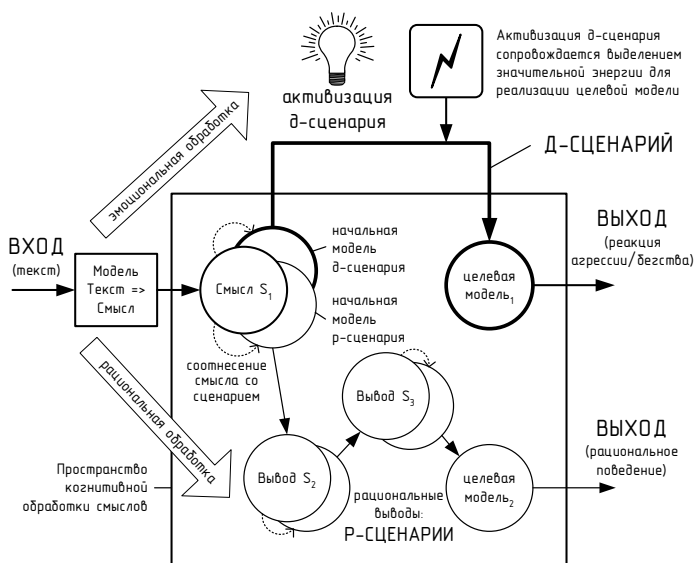 активизация
д-сценария
Активизация д-сценария
сопровождается выделением
значительной энергии для
реализации целевой модели
эмоциональная обработка
Д-СЦЕНАРИЙ
ВХОД
(текст)
Модель
Текст =>
Смысл
Смысл S1
начальная
модель
д-сценария
начальная
модель
р-сценария
соотнесение
смысла со
сценарием
целевая
модель1
ВЫХОД
(реакция
агрессии/бегства)
рациональная обработка
Вывод S3
Вывод S2
целевая
модель2
ВЫХОД
(рациональное
поведение)
Пространство
когнитивной
обработки смыслов
рациональные
выводы:
Р-СЦЕНАРИИ